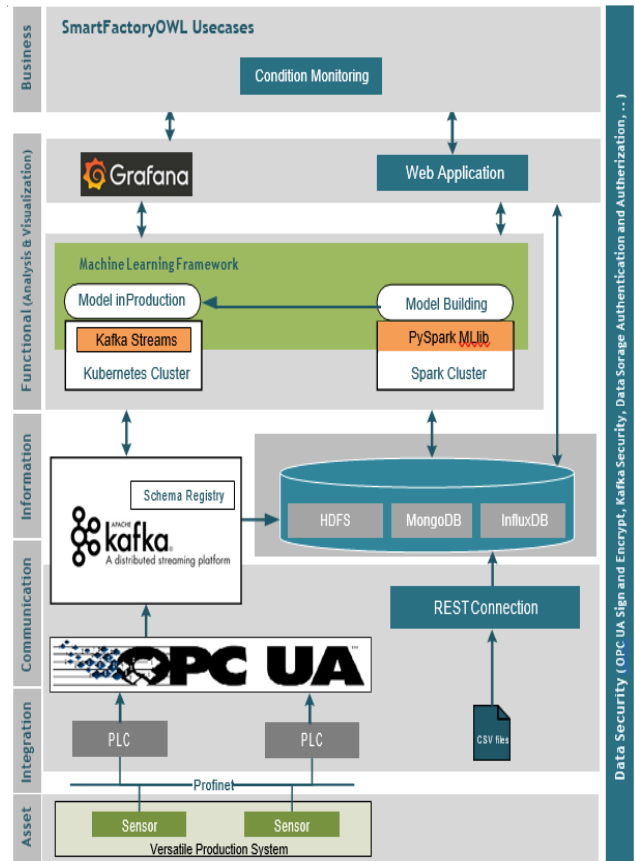 Business
SmartFactoryOWL Usecases
Condition Monitoring
Functional (Analysis & Visualization)
Grafana
Web Application
Machine Learning Framework
Model inProduction
Model Building
Kafka Streams
PySpark MLlib
Kubernetes Cluster
Spark Cluster
Information
Schema Registry
APACHE
kafka®
A distributed streaming platform
HDFS
MongoDB
InfluxDB
Communication
RESTConnection
OPC UA
Integration
PLC
PLC
CSV files
Profinet
Asset
Sensor
Sensor
Versatile Production System
Data Security (OPC UA Sign and Encrypt, Kafka Security, Data Sorage Authentication and Autherization, . . )